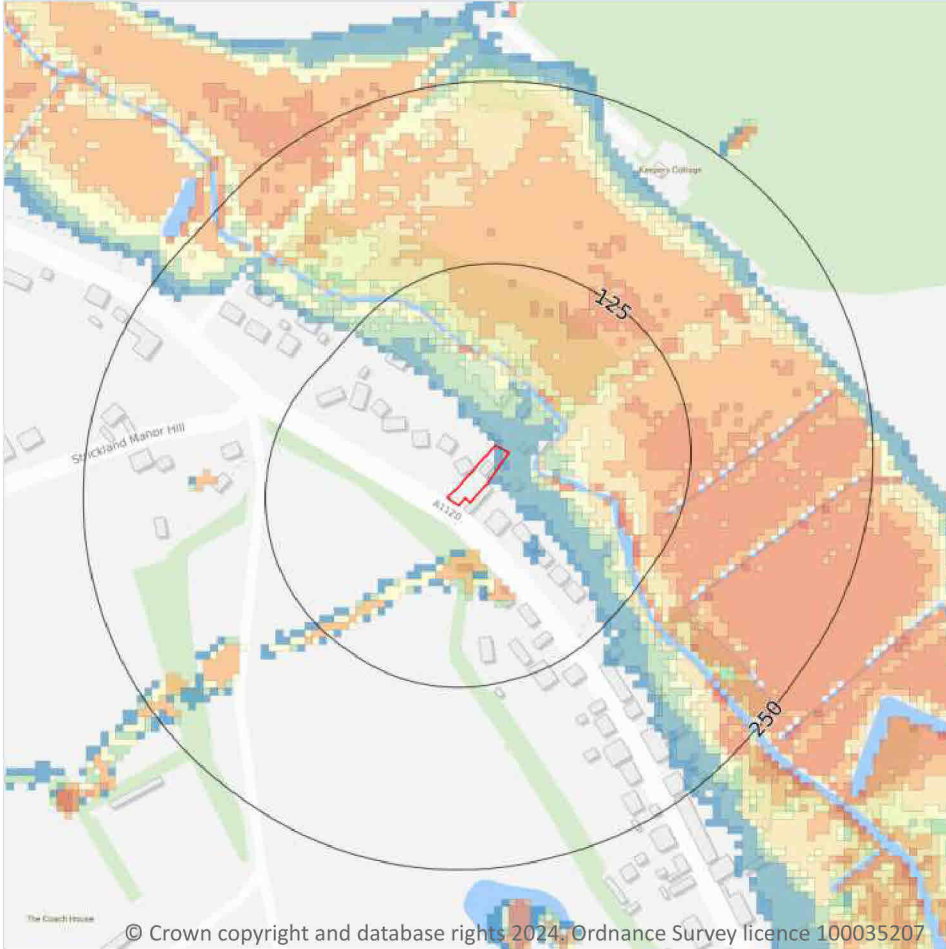 Keepers Cottage
125
Strickland Manor Hill
A1120
250
The Coach House
© Crown copyright and database rights 2024. Ordnance Survey licence 100035207